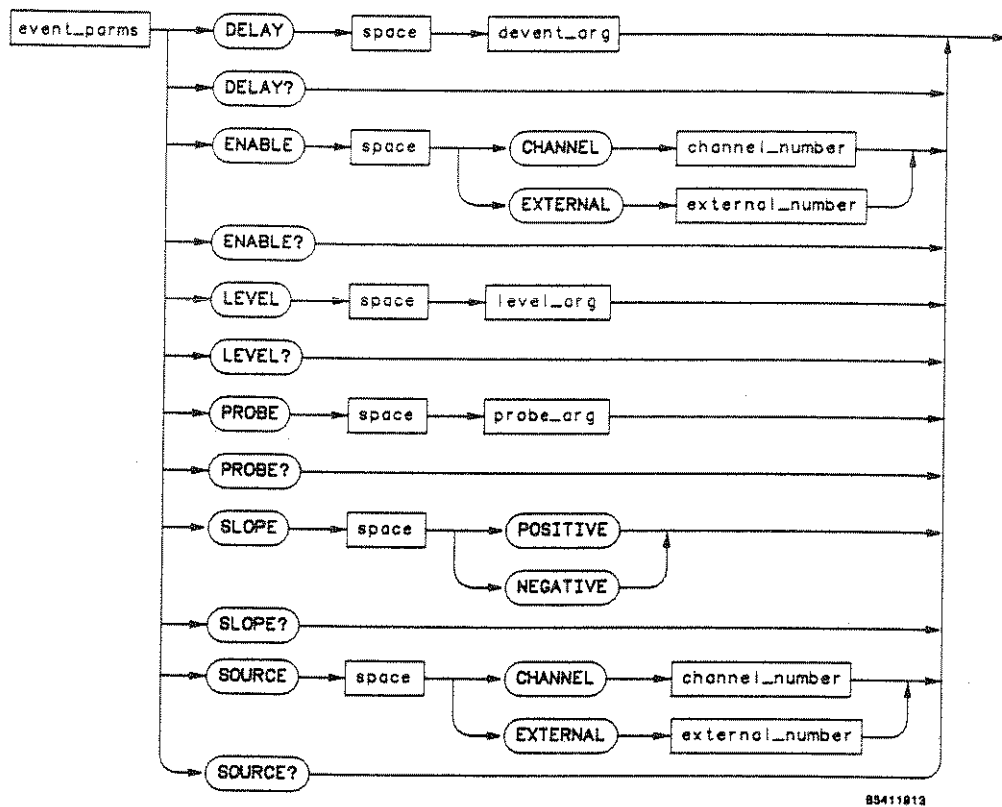 event_parms DELAY space devent_arg
DELAY?
ENABLE space CHANNEL channel_number
EXTERNAL external_number
ENABLE?
LEVEL space level_arg
LEVEL?
PROBE space probe_arg
PROBE?
SLOPE space POSITIVE
NEGATIVE
SLOPE?
SOURCE space CHANNEL channel_number
EXTERNAL external_number
SOURCE?